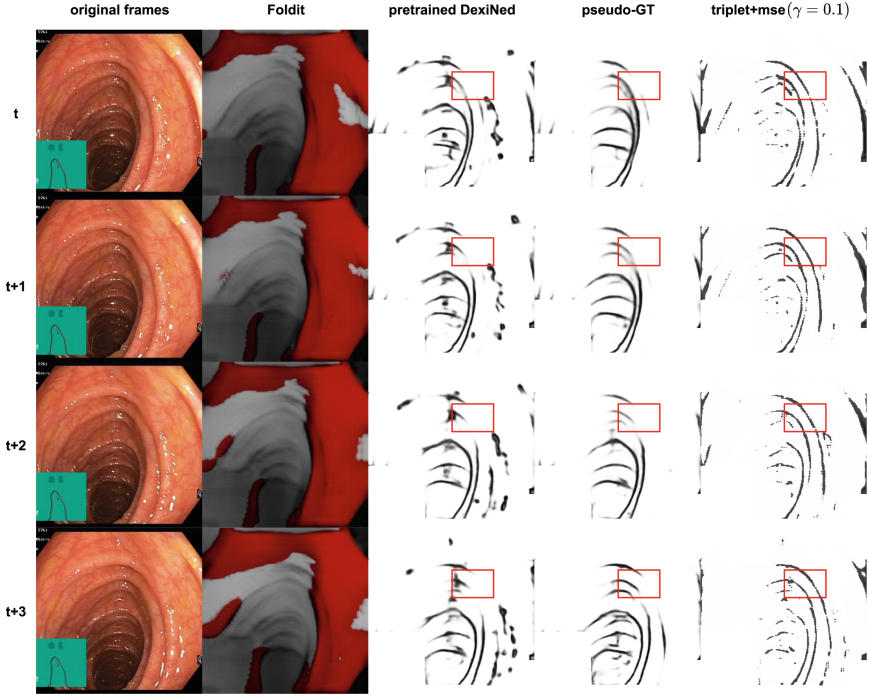 original frames Foldit pretrained DexiNed pseudo-GT triplet+mse(γ = 0.1)
t
t+1
t+2
t+3